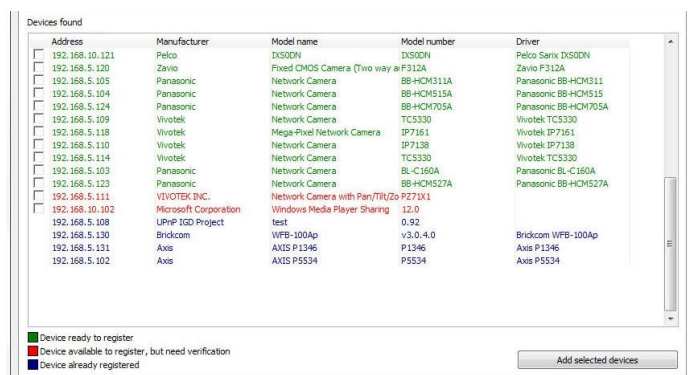 Devices found
Address Manufacturer Model name Model number Driver
192.168.10.121 Pelco IXS0DN IXS0DN Pelco Sarix IXS0DN
192.168.5.120 Zavio Fixed CMOS Camera (Two way a F312A Zavio F312A
192.168.5.105 Panasonic Network Camera BB-HCM311A Panasonic BB-HCM311
192.168.5.104 Panasonic Network Camera BB-HCM515A Panasonic BB-HCM515
192.168.5.124 Panasonic Network Camera BB-HCM705A Panasonic BB-HCM705A
192.168.5.109 Vivotek Network Camera TC5330 Vivotek TC5330
192.168.5.118 Vivotek Mega-Pixel Network Camera IP7161 Vivotek IP7161
192.168.5.110 Vivotek Network Camera IP7138 Vivotek IP7138
192.168.5.114 Vivotek Network Camera TC5330 Vivotek TC5330
192.168.5.103 Panasonic Network Camera BL-C160A Panasonic BL-C160A
192.168.5.123 Panasonic Network Camera BB-HCM527A Panasonic BB-HCM527A
192.168.5.111 VIVOTEK INC. Network Camera with Pan/Tilt/Zo PZ71X1
192.168.10.102 Microsoft Corporation Windows Media Player Sharing 12.0
192.168.5.108 UPnP IGD Project test 0.92
192.168.5.130 Brickcom WFB-100Ap v3.0.4.0 Brickcom WFB-100Ap
192.168.5.131 Axis AXIS P1346 P1346 Axis P1346
192.168.5.102 Axis AXIS P5534 P5534 Axis P5534
Device ready to register
Device available to register, but need verification
Device already registered
Add selected devices